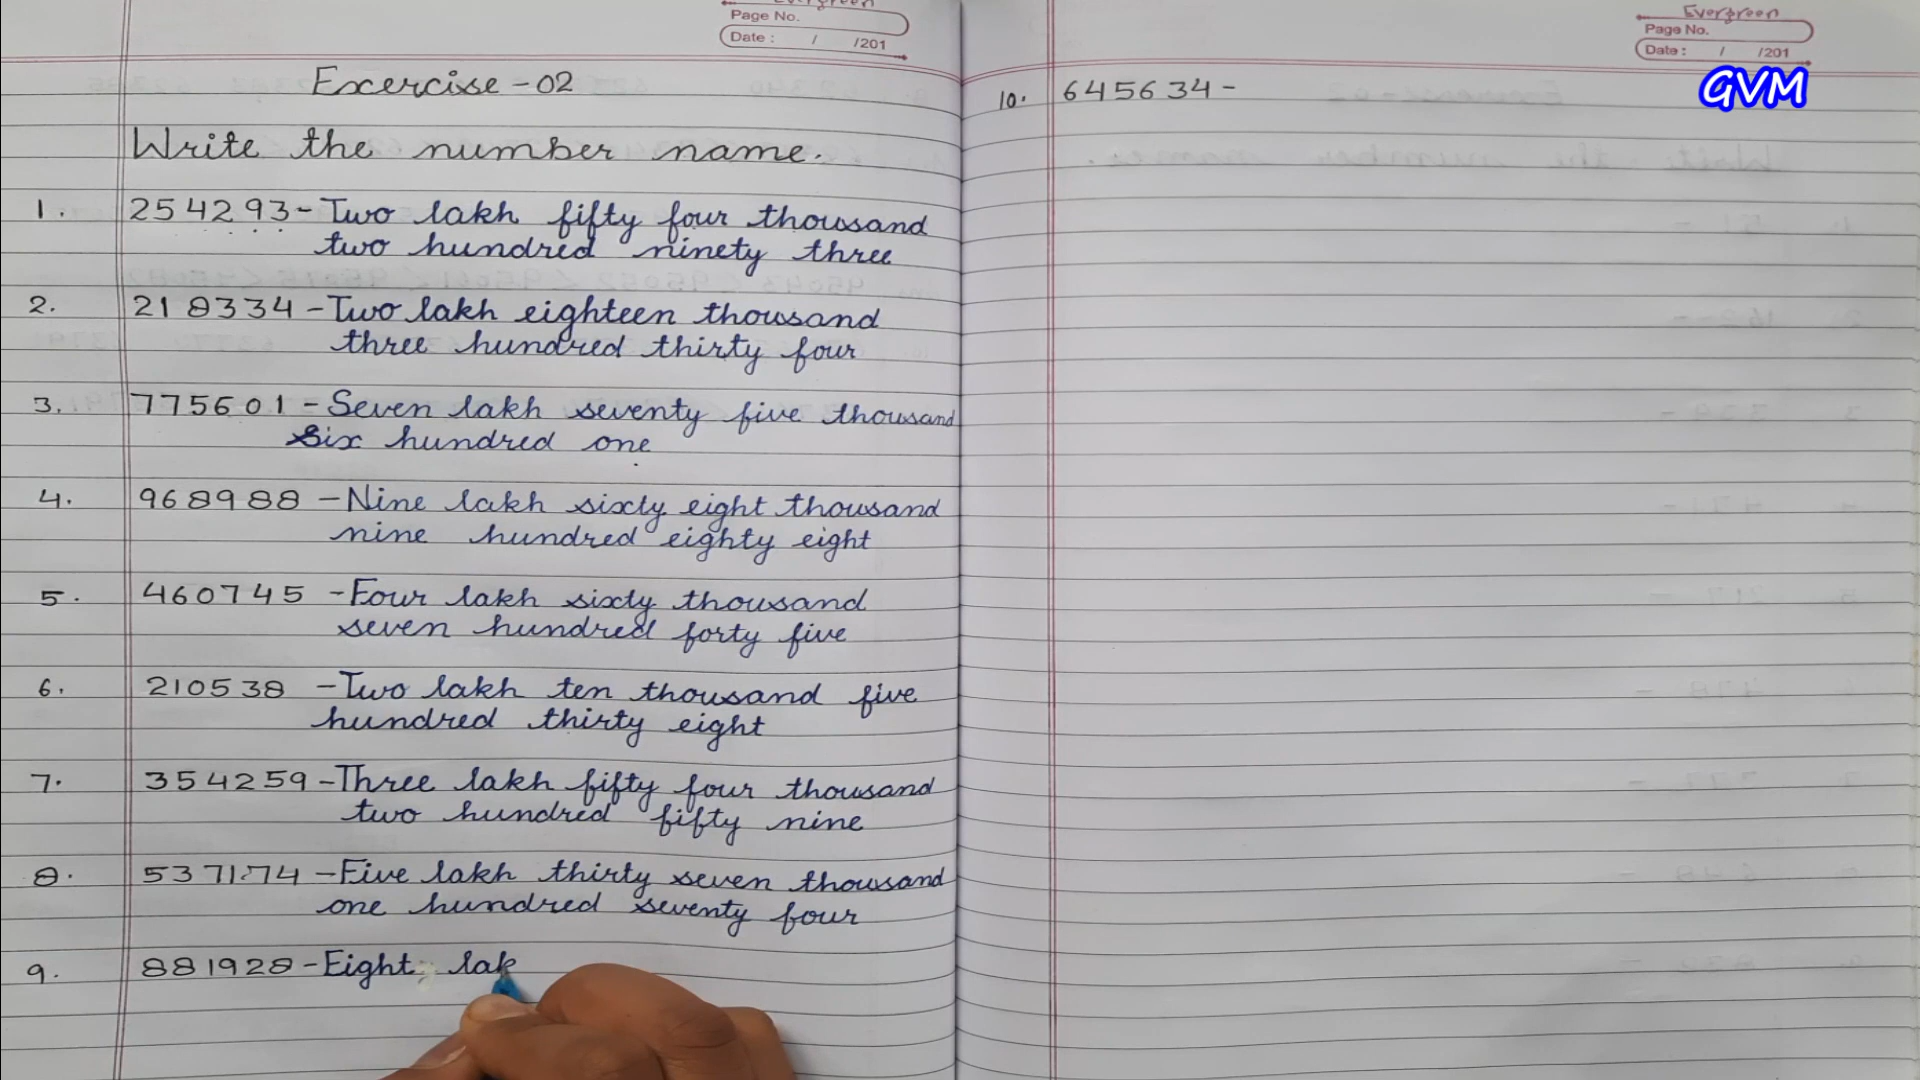 Evergreen
Page No.
Date : / /201
Excercise - 02
Write the number name.
1. 254293 - Two lakh fifty four thousand
two hundred ninety three
2. 218334 - Two lakh eighteen thousand
three hundred thirty four
3. 775601 - Seven lakh seventy five thousand
six hundred one
4. 968988 - Nine lakh sixty eight thousand
nine hundred eighty eight
5. 460745 - Four lakh sixty thousand
seven hundred forty five
6. 210538 - Two lakh ten thousand five
hundred thirty eight
7. 354259 - Three lakh fifty four thousand
two hundred fifty nine
8. 537174 - Five lakh thirty seven thousand
one hundred seventy four
9. 881928 - Eight lak
Evergreen
Page No.
Date : / /201
GVM
10. 645634 -